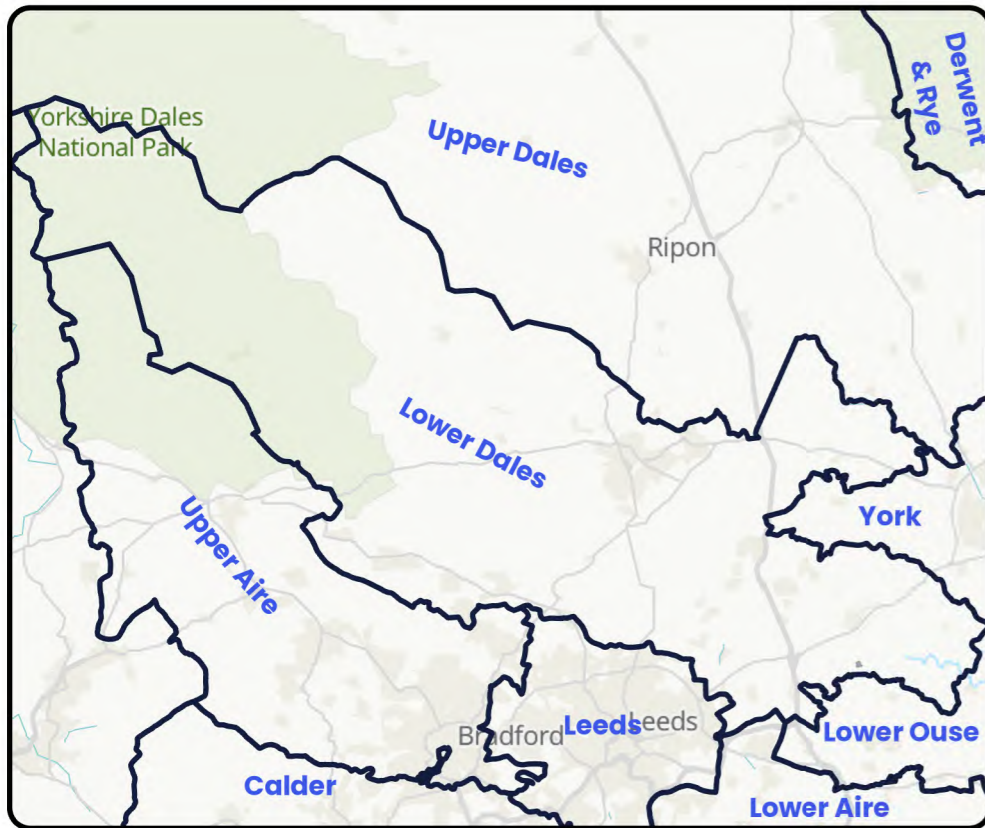 Derwent
& Rye
Yorkshire Dales
National Park
Upper Dales
Ripon
Lower Dales
Upper Aire
York
Bradford
Leeds
Leeds
Lower Ouse
Calder
Lower Aire